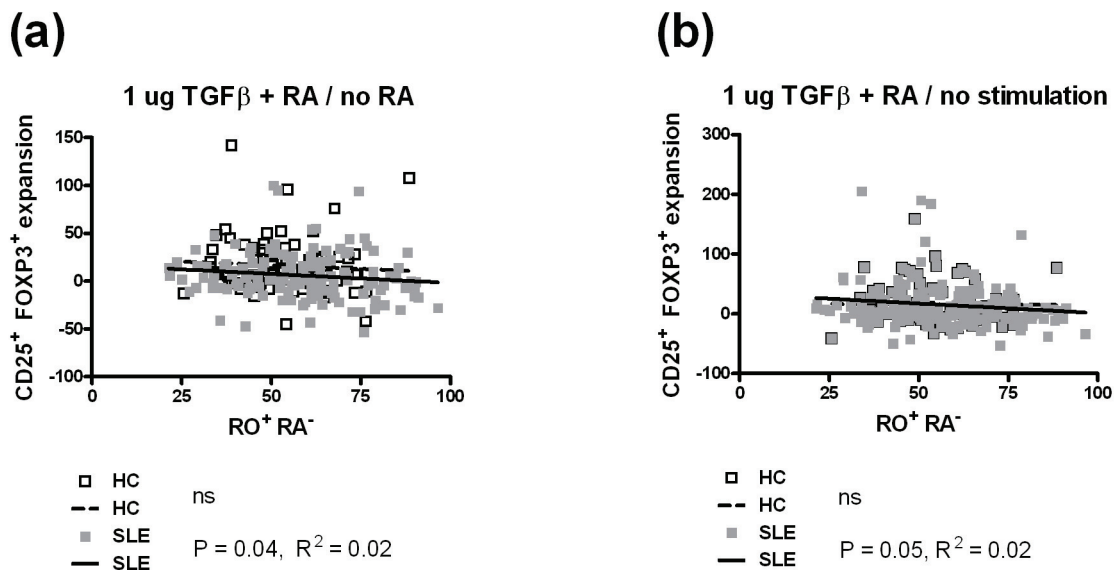 (a)
1 ug TGFβ + RA / no RA
CD25⁺ FOXP3⁺ expansion
150
100
50
0
-50
-100
0
25
50
75
100
RO⁺ RA⁻
HC
HC
ns
SLE
SLE
P = 0.04, R² = 0.02
(b)
1 ug TGFβ + RA / no stimulation
CD25⁺ FOXP3⁺ expansion
300
200
100
0
-100
0
25
50
75
100
RO⁺ RA⁻
HC
HC
ns
SLE
SLE
P = 0.05, R² = 0.02